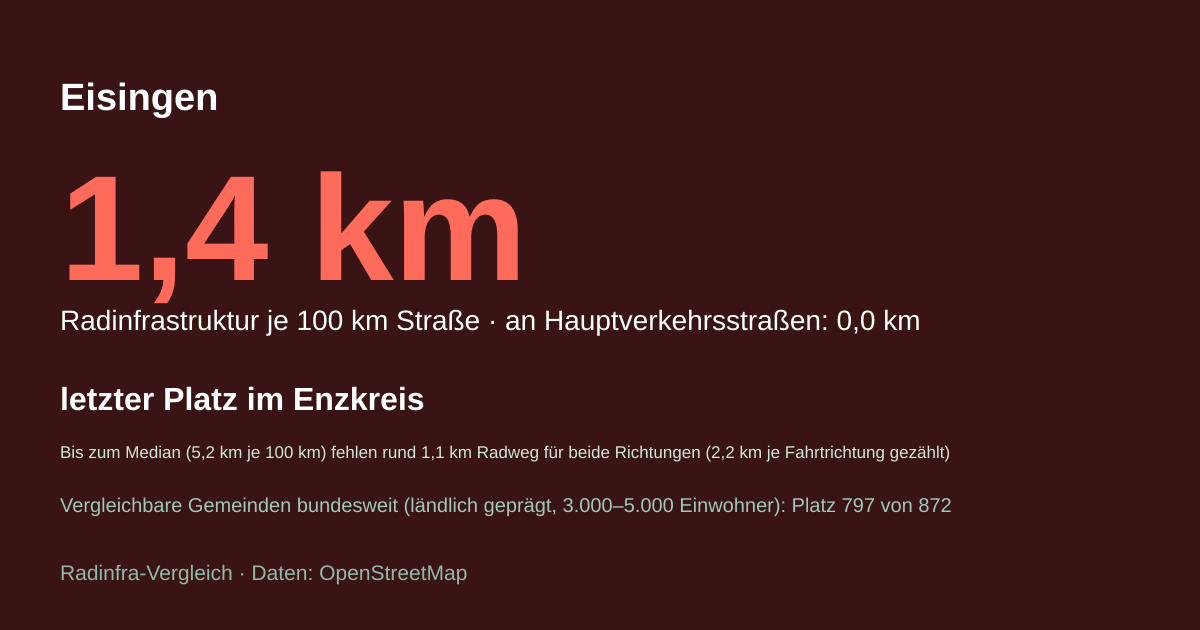 Eisingen
1,4 km
Radinfrastruktur je 100 km Straße · an Hauptverkehrsstraßen: 0,0 km
letzter Platz im Enzkreis
Bis zum Median (5,2 km je 100 km) fehlen rund 1,1 km Radweg für beide Richtungen (2,2 km je Fahrtrichtung gezählt)
Vergleichbare Gemeinden bundesweit (ländlich geprägt, 3.000–5.000 Einwohner): Platz 797 von 872
Radinfra-Vergleich · Daten: OpenStreetMap